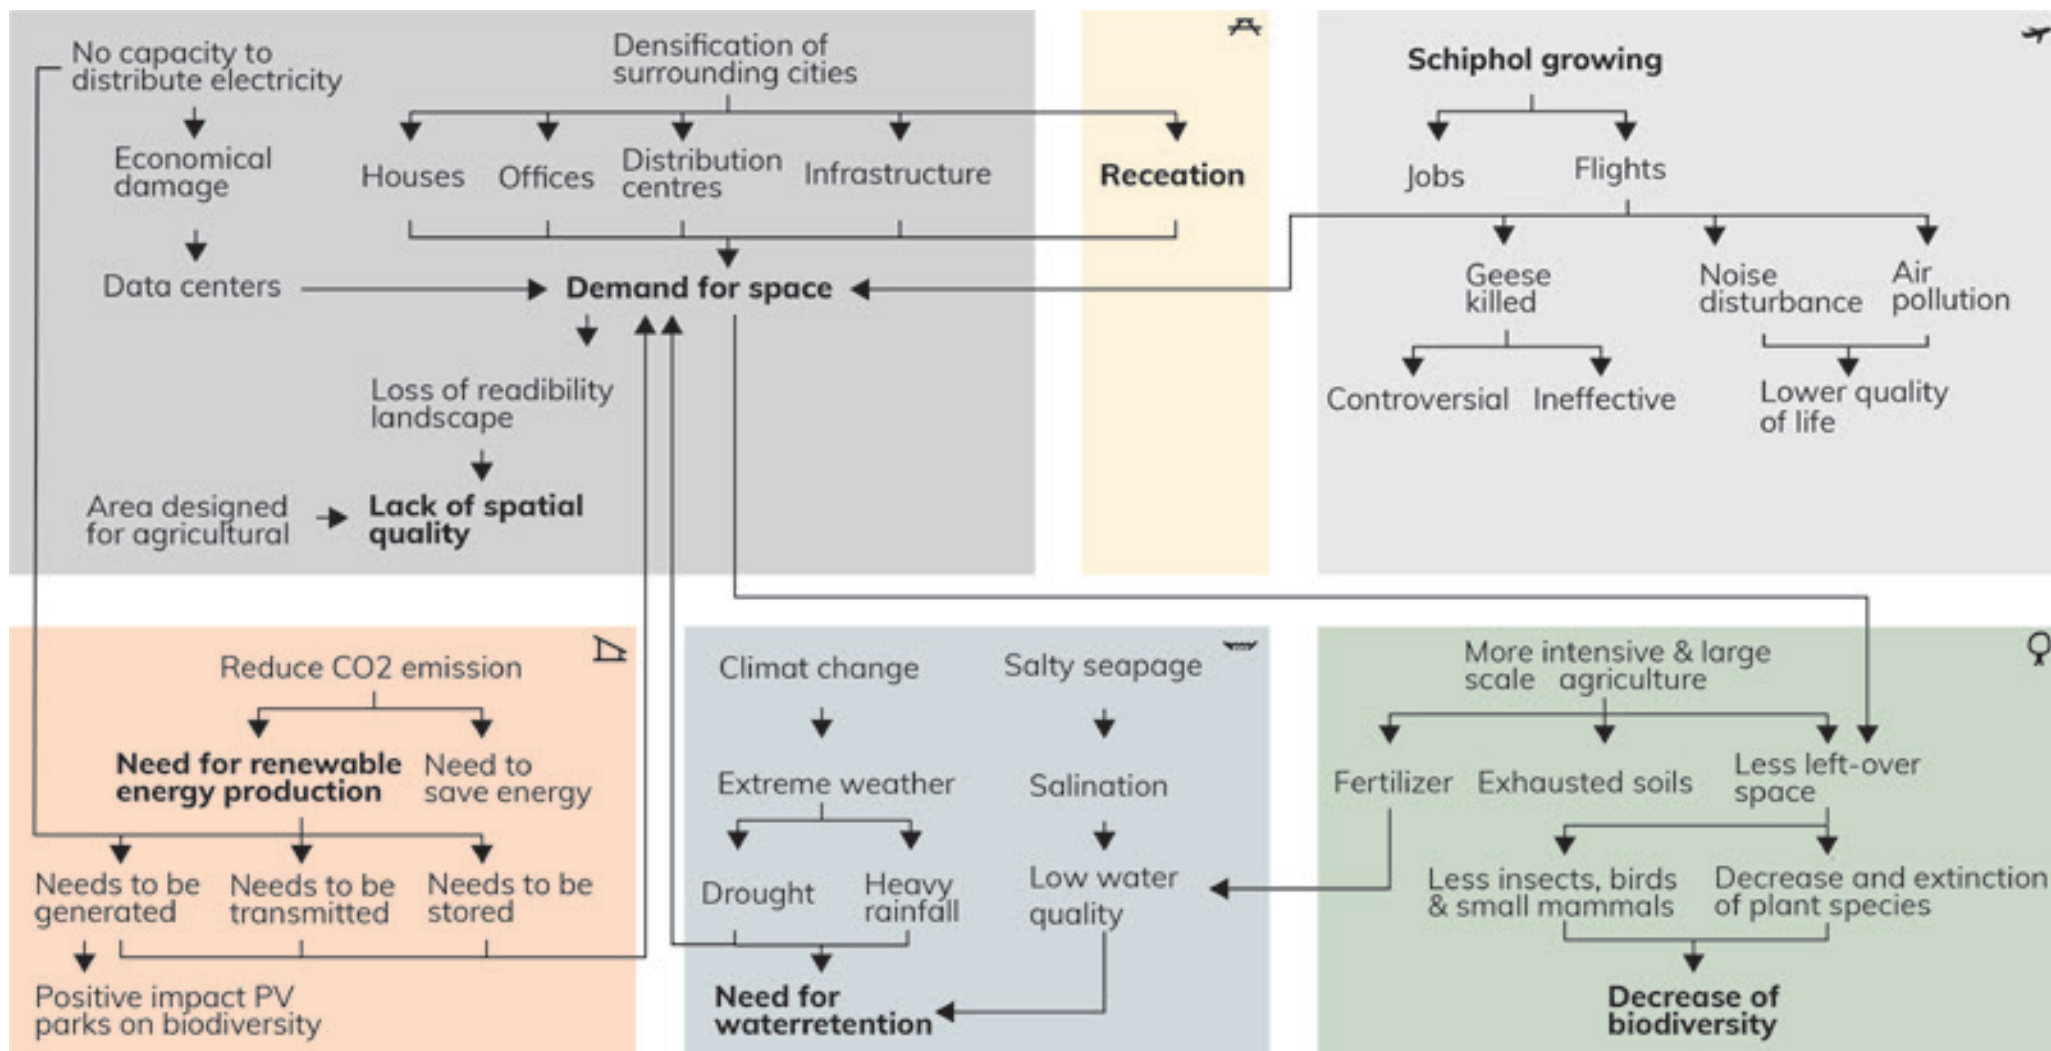 No capacity to
distribute electricity
Economical
damage
Data centers
Densification of
surrounding cities
Houses
Offices
Distribution
centres
Infrastructure
Receation
Demand for space
Loss of readibility
landscape
Area designed
for agricultural
Lack of spatial
quality
Schiphol growing
Jobs
Flights
Geese
killed
Noise
disturbance
Air
pollution
Controversial
Ineffective
Lower quality
of life
Reduce CO2 emission
Need for renewable
energy production
Need to
save energy
Needs to be
generated
Needs to be
transmitted
Needs to be
stored
Positive impact PV
parks on biodiversity
Climat change
Salty seapage
Extreme weather
Salination
Drought
Heavy
rainfall
Low water
quality
Need for
waterretention
More intensive & large
scale agriculture
Fertilizer
Exhausted soils
Less left-over
space
Less insects, birds
& small mammals
Decrease and extinction
of plant species
Decrease of
biodiversity